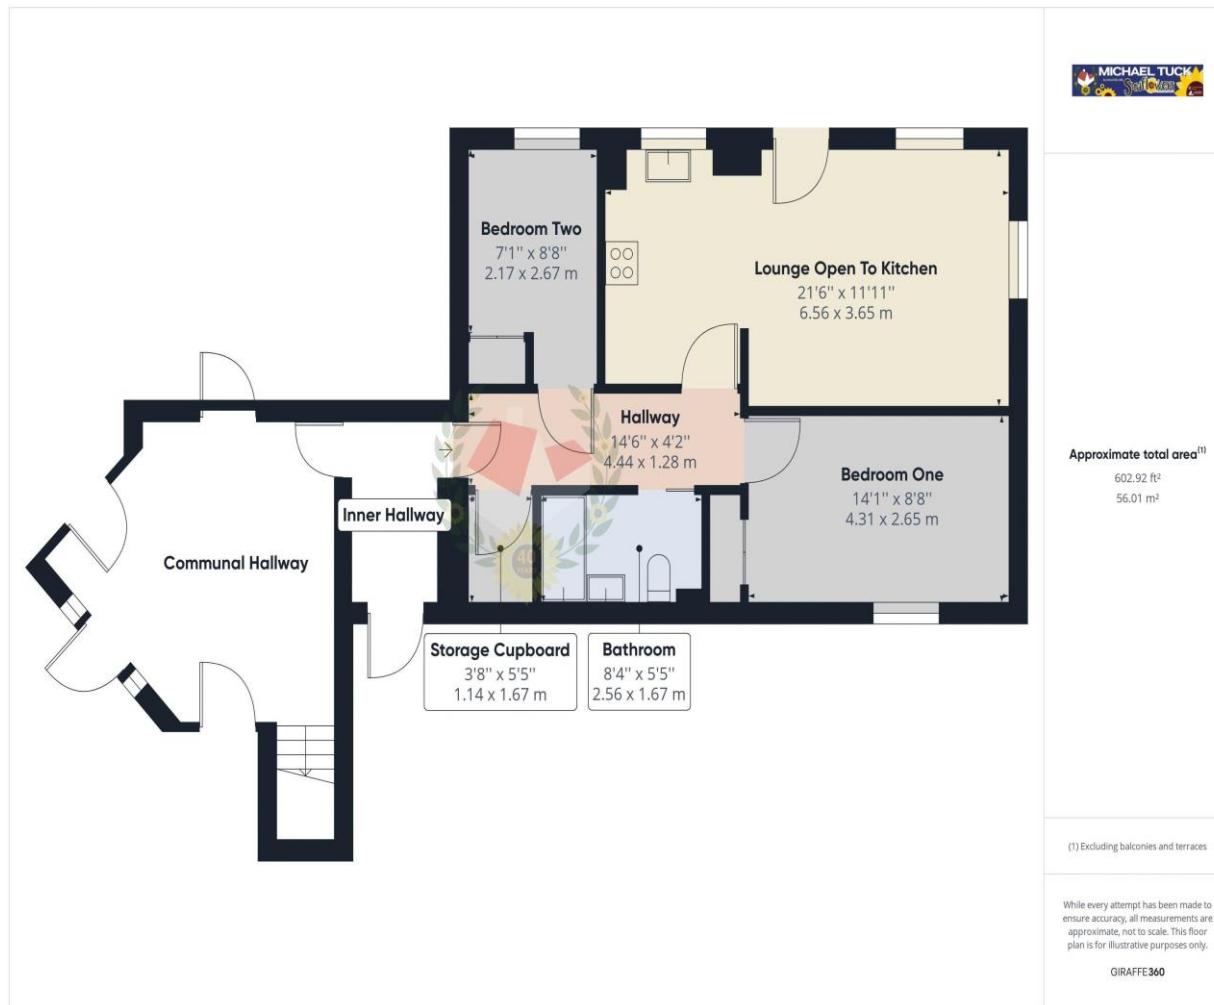 MICHAEL TUCK
Bedroom Two
7'1" x 8'8"
2.17 x 2.67 m
Lounge Open To Kitchen
21'6" x 11'11"
6.56 x 3.65 m
Hallway
14'6" x 4'2"
4.44 x 1.28 m
Bedroom One
14'1" x 8'8"
4.31 x 2.65 m
Inner Hallway
Communal Hallway
40
YEARS
Storage Cupboard
3'8" x 5'5"
1.14 x 1.67 m
Bathroom
8'4" x 5'5"
2.56 x 1.67 m
Approximate total area(1)
602.92 ft²
56.01 m²
(1) Excluding balconies and terraces
While every attempt has been made to
ensure accuracy, all measurements are
approximate, not to scale. This floor
plan is for illustrative purposes only.
GIRAFFE360